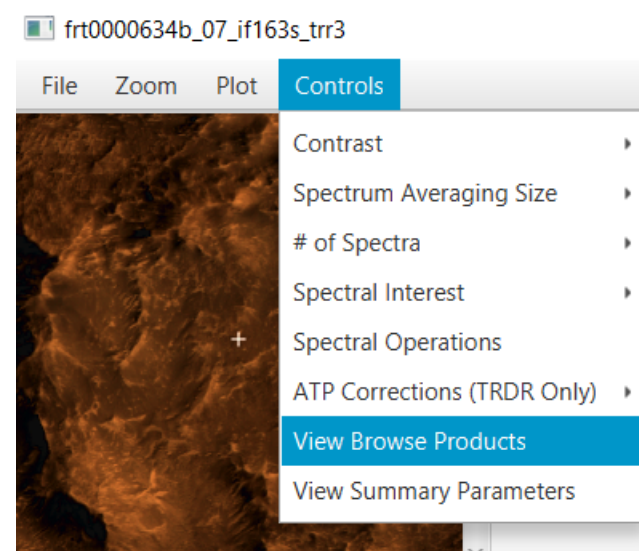 frt0000634b_07_if163s_trr3
File Zoom Plot Controls
Contrast
Spectrum Averaging Size
# of Spectra
Spectral Interest
Spectral Operations
ATP Corrections (TRDR Only)
View Browse Products
View Summary Parameters